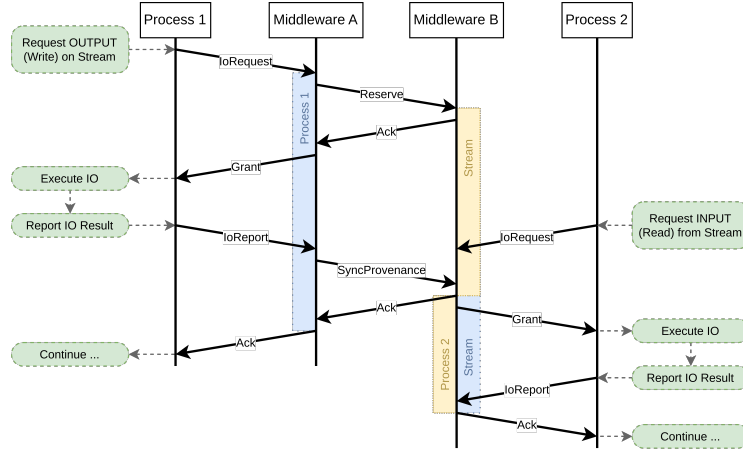 Process 1
Middleware A
Middleware B
Process 2
Request OUTPUT
(Write) on Stream
IoRequest
Reserve
Process 1
Ack
Stream
Grant
Execute IO
Report IO Result
Request INPUT
(Read) from Stream
IoReport
IoRequest
SyncProvenance
Ack
Grant
Execute IO
Ack
Continue ...
Process 2
Stream
Report IO Result
IoReport
Ack
Continue ...